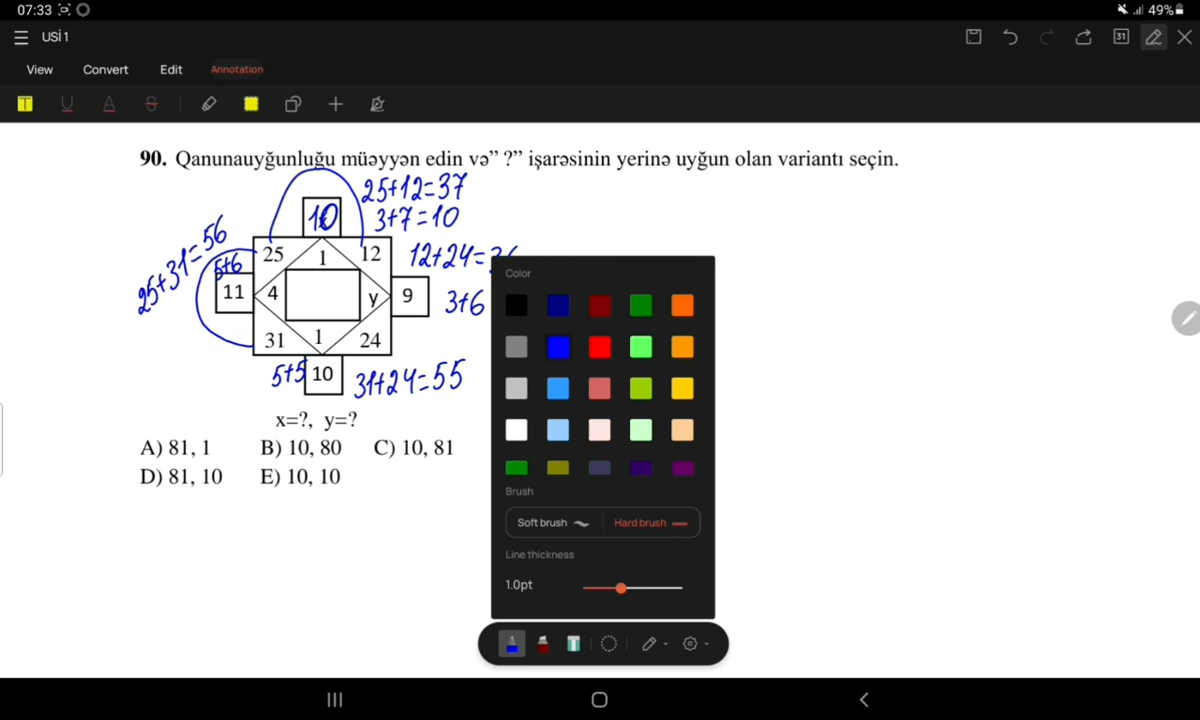 07:33 49%
USİ 1 31
View Convert Edit Annotation
T U A S
90. Qanunauyğunluğu müəyyən edin və” ?” işarəsinin yerinə uyğun olan variantı seçin.
25+12=37
10 3+7=10
25+31=56
25 1 12 12+24=
5+6
11 4 y 9 3+6
31 1 24
5+5 10 31+24=55
x=?, y=?
A) 81, 1 B) 10, 80 C) 10, 81
D) 81, 10 E) 10, 10
Color
Brush
Soft brush Hard brush
Line thickness
1.0pt